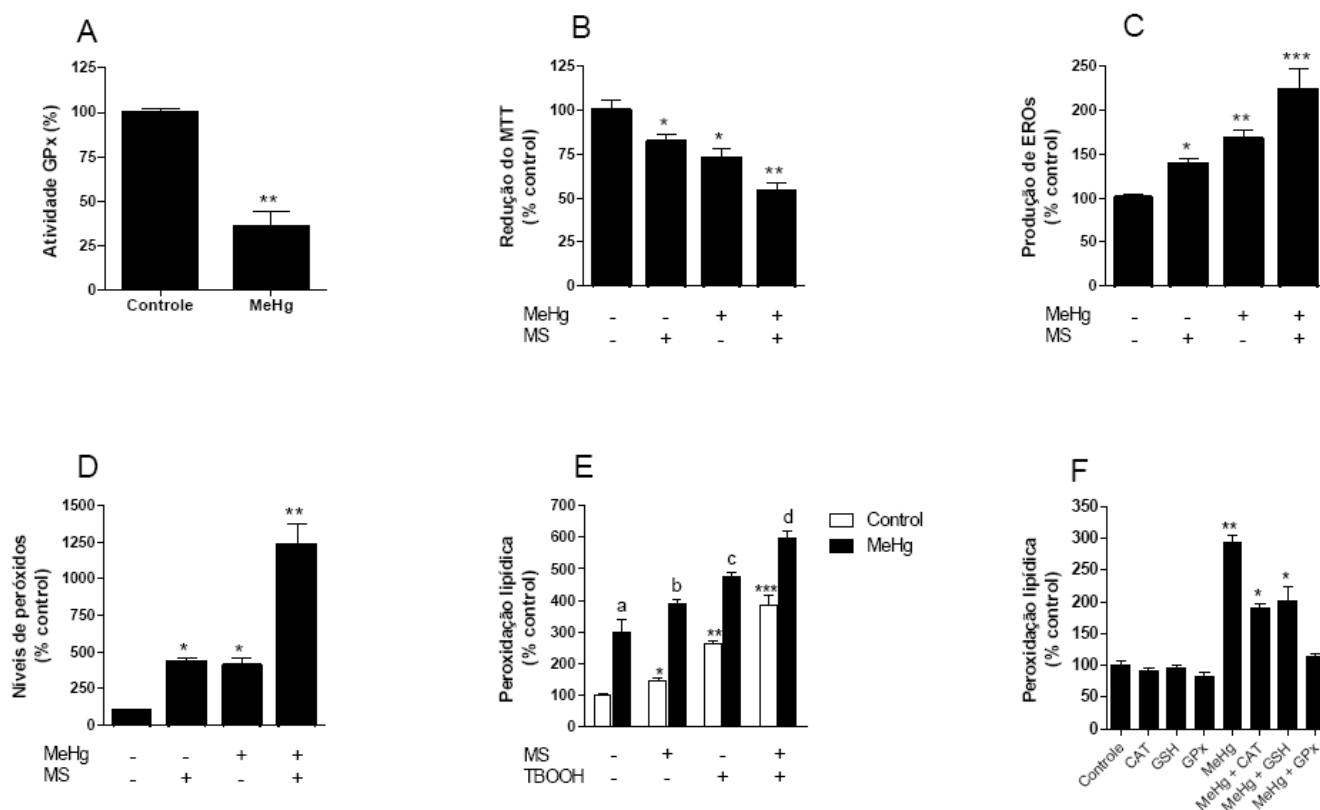 A
Atividade GPx (%)
125
100
75
50
25
0
**
Controle MeHg
B
Redução do MTT
(% control)
125
100
75
50
25
0
* * **
MeHg - - + +
MS - + - +
C
Produção de EROs
(% control)
250
200
150
100
50
0
* ** ***
MeHg - - + +
MS - + - +
D
Níveis de peróxidos
(% control)
1500
1250
1000
750
500
250
0
* * **
MeHg - - + +
MS - + - +
E
Peroxidação lipídica
(% control)
700
600
500
400
300
200
100
0
a * b ** c *** d
MS - + - +
TBOOH - - + +
Control
MeHg
F
Peroxidação lipídica
(% control)
350
300
250
200
150
100
50
0
** * *
Controle
CAT
GSH
GPx
MeHg
MeHg + CAT
MeHg + GSH
MeHg + GPx